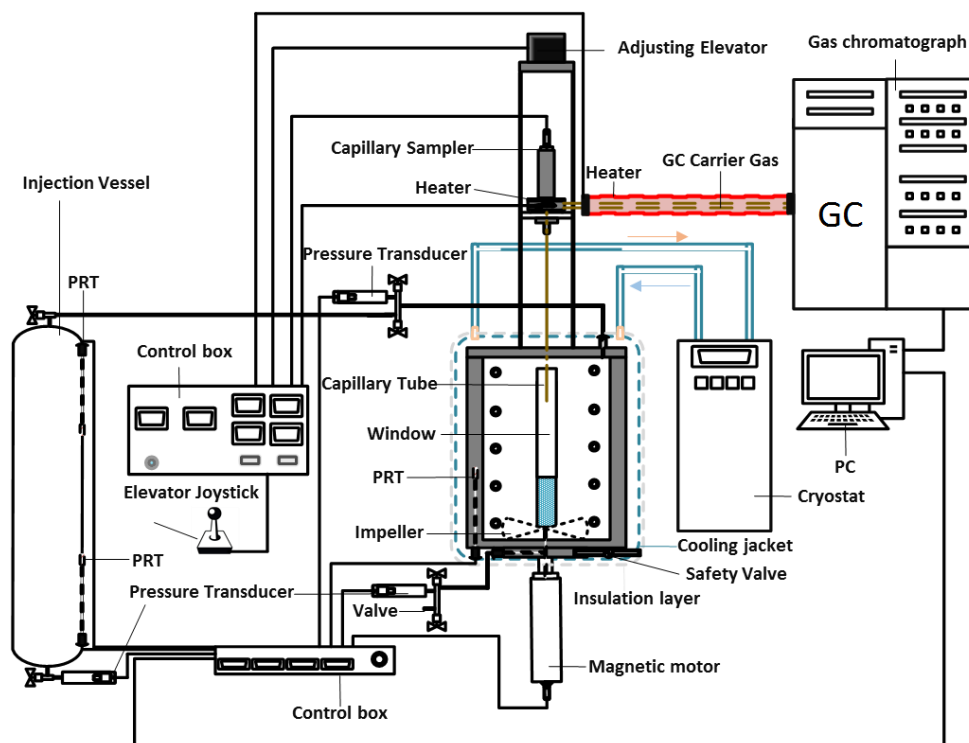 Adjusting Elevator
Gas chromatograph
Capillary Sampler
Heater
GC Carrier Gas
Heater
Injection Vessel
GC
Pressure Transducer
PRT
Control box
Capillary Tube
Window
PRT
PC
Cryostat
Elevator Joystick
Impeller
Cooling jacket
PRT
Safety Valve
Pressure Transducer
Insulation layer
Valve
Magnetic motor
Control box